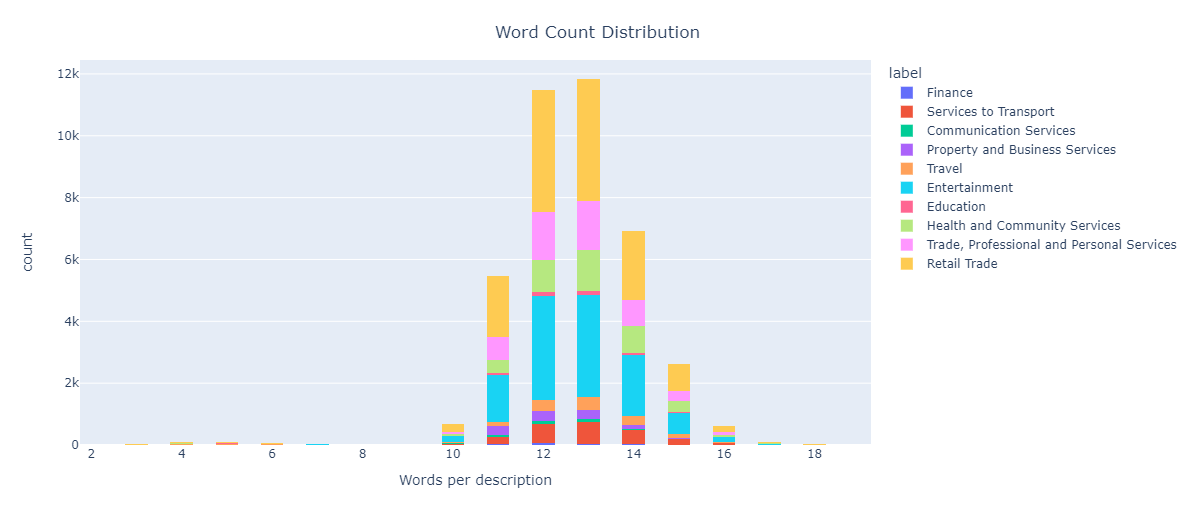 Word Count Distribution
12k
10k
8k
6k
4k
2k
0
count
2 4 6 8 10 12 14 16 18
Words per description
label
Finance
Services to Transport
Communication Services
Property and Business Services
Travel
Entertainment
Education
Health and Community Services
Trade, Professional and Personal Services
Retail Trade